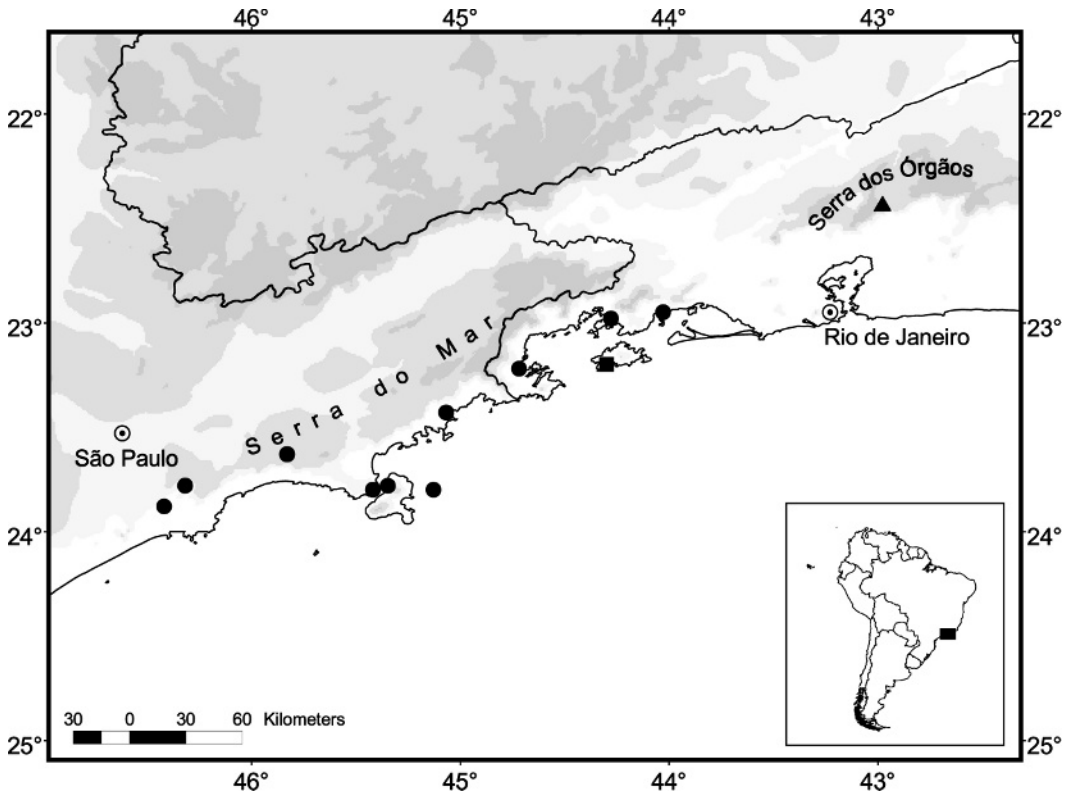 46° 45° 44° 43°
22° 22°
Serra dos Órgãos
23° 23°
Rio de Janeiro
Serra do Mar
São Paulo
24° 24°
30 0 30 60 Kilometers
25° 25°
46° 45° 44° 43°